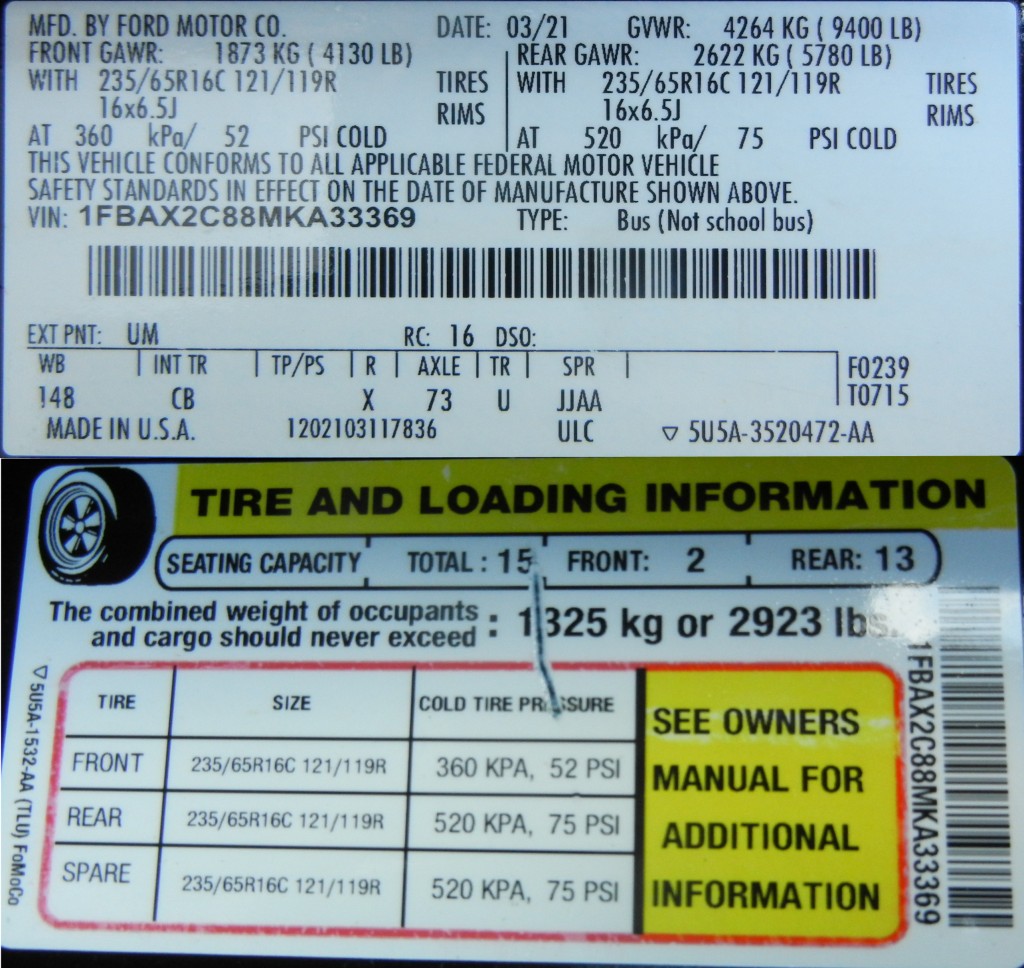 MFD. BY FORD MOTOR CO. DATE: 03/21 GVWR: 4264 KG ( 9400 LB)
FRONT GAWR: 1873 KG ( 4130 LB) REAR GAWR: 2622 KG ( 5780 LB)
WITH 235/65R16C 121/119R TIRES WITH 235/65R16C 121/119R TIRES
16x6.5J RIMS 16x6.5J RIMS
AT 360 kPa/ 52 PSI COLD AT 520 kPa/ 75 PSI COLD
THIS VEHICLE CONFORMS TO ALL APPLICABLE FEDERAL MOTOR VEHICLE
SAFETY STANDARDS IN EFFECT ON THE DATE OF MANUFACTURE SHOWN ABOVE.
VIN: 1FBAX2C88MKA33369 TYPE: Bus (Not school bus)
EXT PNT: UM RC: 16 DSO:
WB INT TR TP/PS R AXLE TR SPR F0239
148 CB X 73 U JJAA T0715
MADE IN U.S.A. 1202103117836 ULC ▽ 5U5A-3520472-AA
TIRE AND LOADING INFORMATION
SEATING CAPACITY TOTAL : 15 FRONT: 2 REAR: 13
The combined weight of occupants
and cargo should never exceed : 1325 kg or 2923 lbs.
TIRE SIZE COLD TIRE PRESSURE
FRONT 235/65R16C 121/119R 360 KPA, 52 PSI
REAR 235/65R16C 121/119R 520 KPA, 75 PSI
SPARE 235/65R16C 121/119R 520 KPA, 75 PSI
SEE OWNERS
MANUAL FOR
ADDITIONAL
INFORMATION
▽ 5U5A-1532-AA (TLU) FoMoCo
1FBAX2C88MKA33369